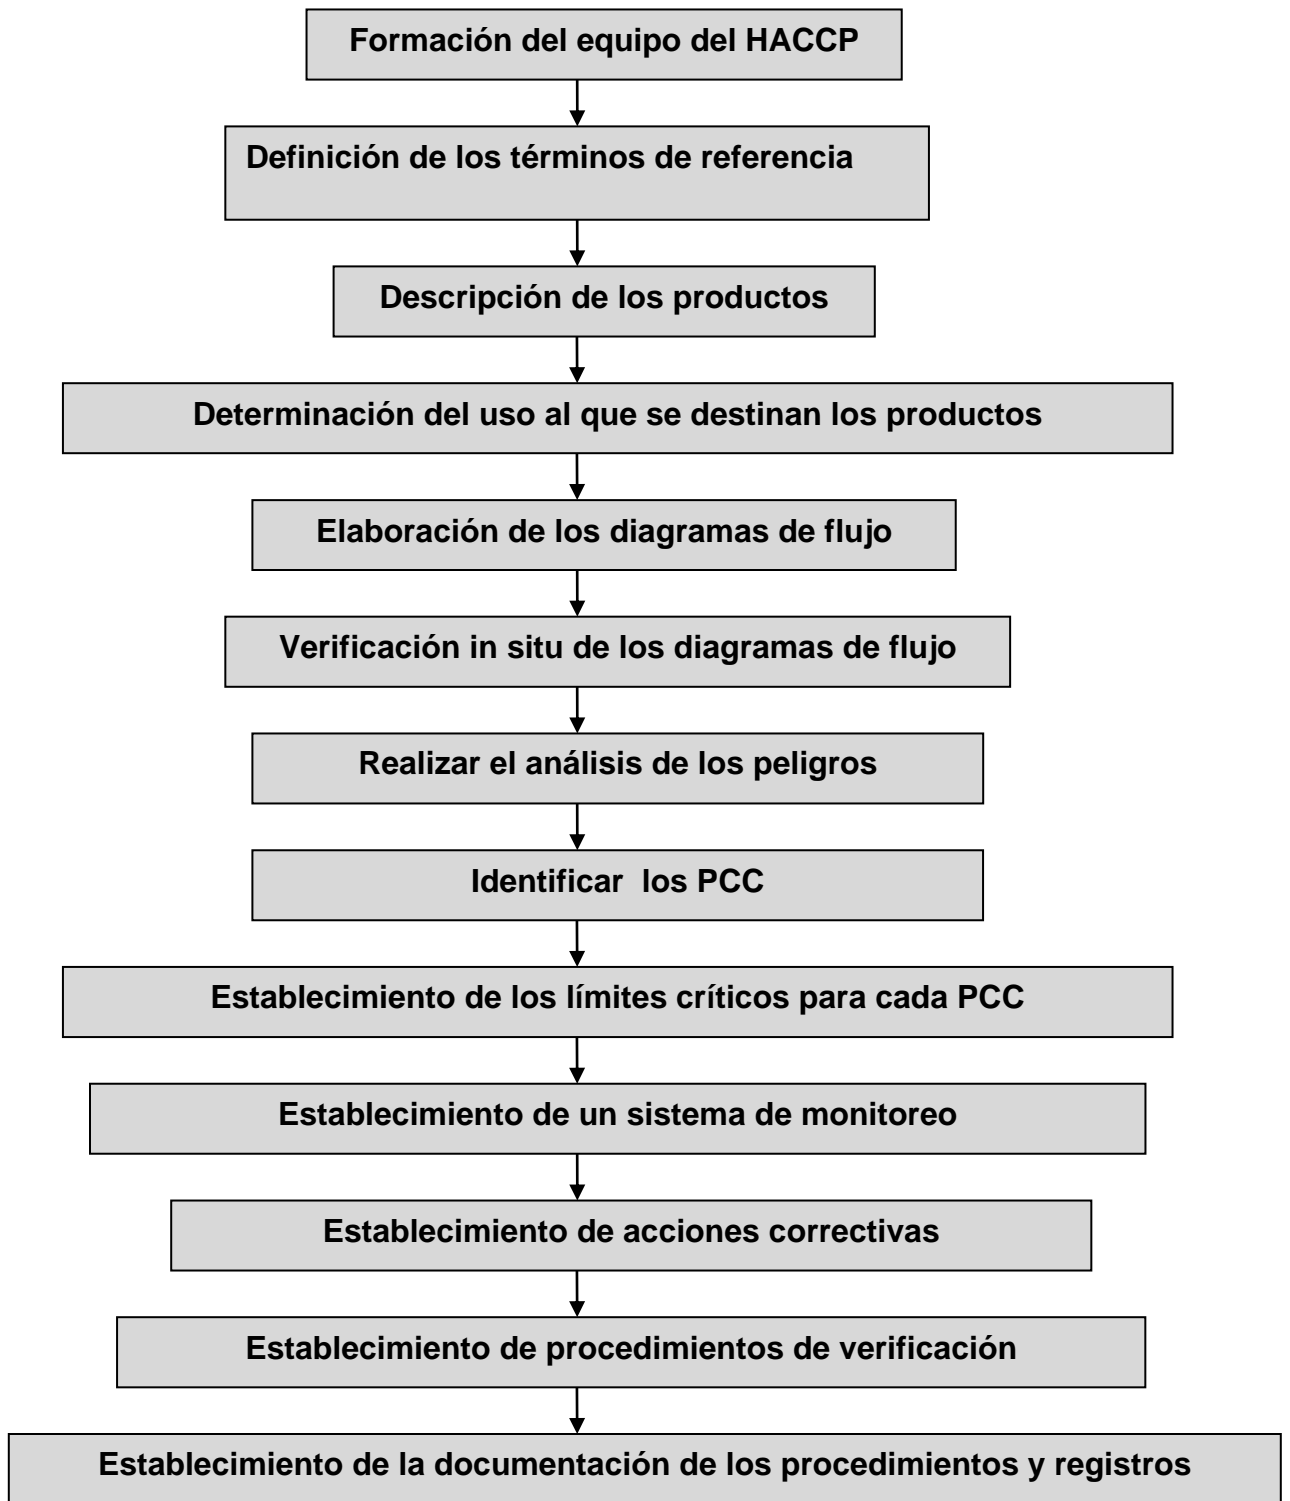 Formación del equipo del HACCP
Definición de los términos de referencia
Descripción de los productos
Determinación del uso al que se destinan los productos
Elaboración de los diagramas de flujo
Verificación in situ de los diagramas de flujo
Realizar el análisis de los peligros
Identificar  los PCC
Establecimiento de los límites críticos para cada PCC
Establecimiento de un sistema de monitoreo
Establecimiento de acciones correctivas
Establecimiento de procedimientos de verificación
Establecimiento de la documentación de los procedimientos y registros